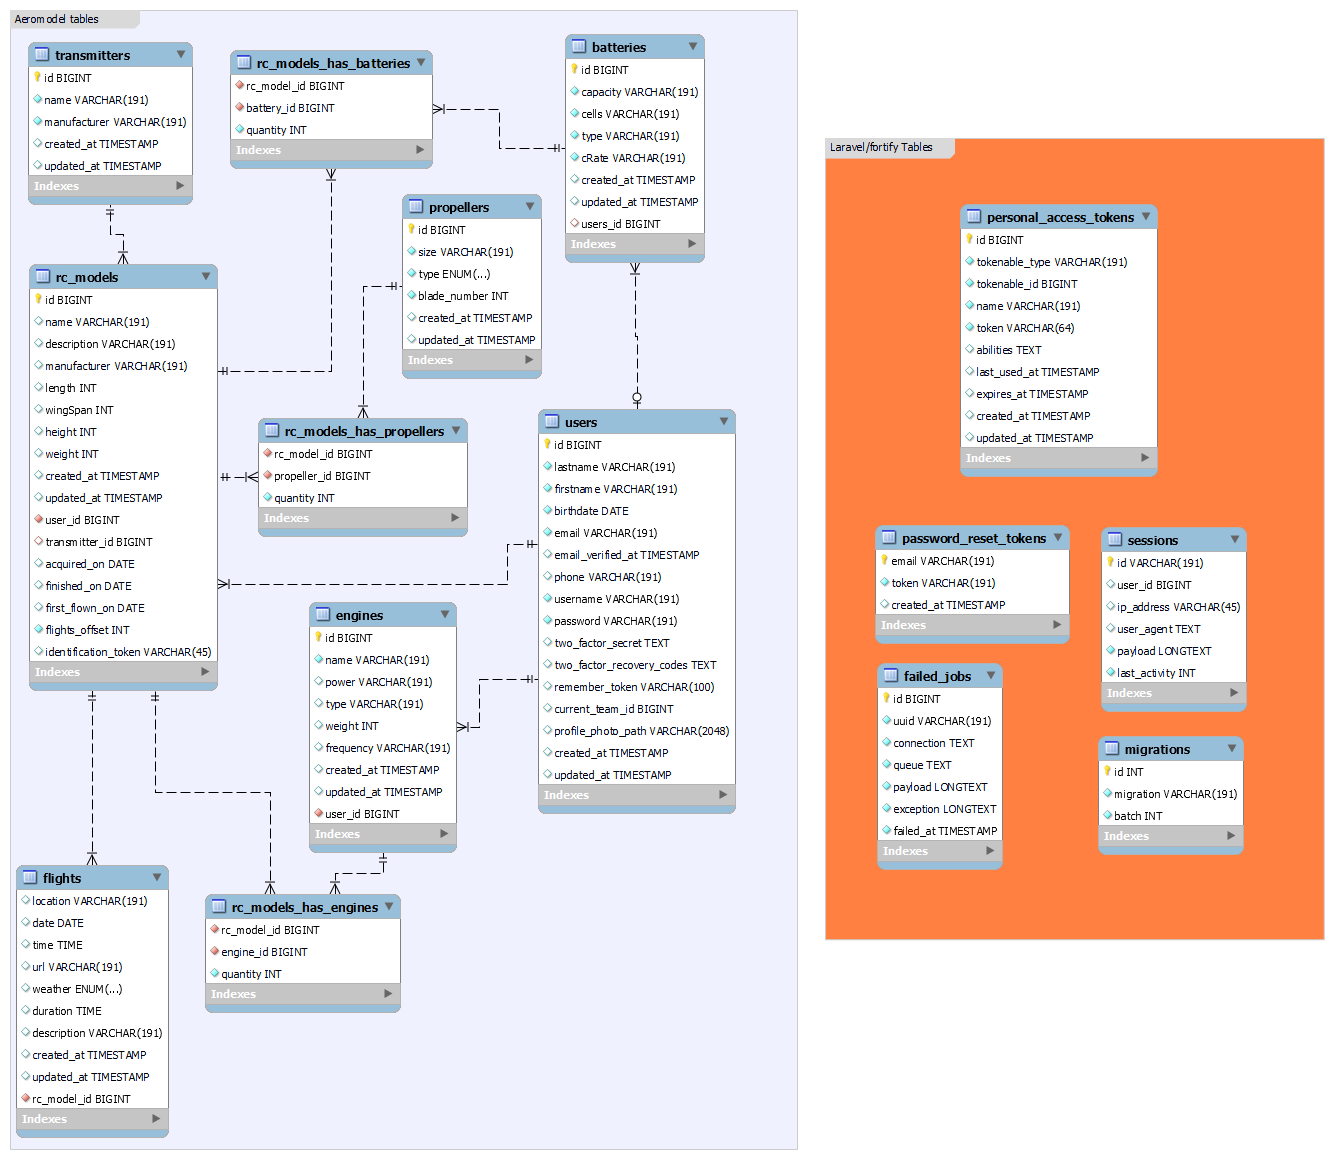 Aeromodel tables
transmitters
id BIGINT
name VARCHAR(191)
manufacturer VARCHAR(191)
created_at TIMESTAMP
updated_at TIMESTAMP
Indexes
rc_models_has_batteries
rc_model_id BIGINT
battery_id BIGINT
quantity INT
Indexes
batteries
id BIGINT
capacity VARCHAR(191)
cells VARCHAR(191)
type VARCHAR(191)
cRate VARCHAR(191)
created_at TIMESTAMP
updated_at TIMESTAMP
users_id BIGINT
Indexes
propellers
id BIGINT
size VARCHAR(191)
type ENUM(...)
blade_number INT
created_at TIMESTAMP
updated_at TIMESTAMP
Indexes
rc_models
id BIGINT
name VARCHAR(191)
description VARCHAR(191)
manufacturer VARCHAR(191)
length INT
wingSpan INT
height INT
weight INT
created_at TIMESTAMP
updated_at TIMESTAMP
user_id BIGINT
transmitter_id BIGINT
acquired_on DATE
finished_on DATE
first_flown_on DATE
flights_offset INT
identification_token VARCHAR(45)
Indexes
rc_models_has_propellers
rc_model_id BIGINT
propeller_id BIGINT
quantity INT
Indexes
users
id BIGINT
lastname VARCHAR(191)
firstname VARCHAR(191)
birthdate DATE
email VARCHAR(191)
email_verified_at TIMESTAMP
phone VARCHAR(191)
username VARCHAR(191)
password VARCHAR(191)
two_factor_secret TEXT
two_factor_recovery_codes TEXT
remember_token VARCHAR(100)
current_team_id BIGINT
profile_photo_path VARCHAR(2048)
created_at TIMESTAMP
updated_at TIMESTAMP
Indexes
engines
id BIGINT
name VARCHAR(191)
power VARCHAR(191)
type VARCHAR(191)
weight INT
frequency VARCHAR(191)
created_at TIMESTAMP
updated_at TIMESTAMP
user_id BIGINT
Indexes
flights
location VARCHAR(191)
date DATE
time TIME
url VARCHAR(191)
weather ENUM(...)
duration TIME
description VARCHAR(191)
created_at TIMESTAMP
updated_at TIMESTAMP
rc_model_id BIGINT
Indexes
rc_models_has_engines
rc_model_id BIGINT
engine_id BIGINT
quantity INT
Indexes
Laravel/fortify Tables
personal_access_tokens
id BIGINT
tokenable_type VARCHAR(191)
tokenable_id BIGINT
name VARCHAR(191)
token VARCHAR(64)
abilities TEXT
last_used_at TIMESTAMP
expires_at TIMESTAMP
created_at TIMESTAMP
updated_at TIMESTAMP
Indexes
password_reset_tokens
email VARCHAR(191)
token VARCHAR(191)
created_at TIMESTAMP
Indexes
sessions
id VARCHAR(191)
user_id BIGINT
ip_address VARCHAR(45)
user_agent TEXT
payload LONGTEXT
last_activity INT
Indexes
failed_jobs
id BIGINT
uuid VARCHAR(191)
connection TEXT
queue TEXT
payload LONGTEXT
exception LONGTEXT
failed_at TIMESTAMP
Indexes
migrations
id INT
migration VARCHAR(191)
batch INT
Indexes